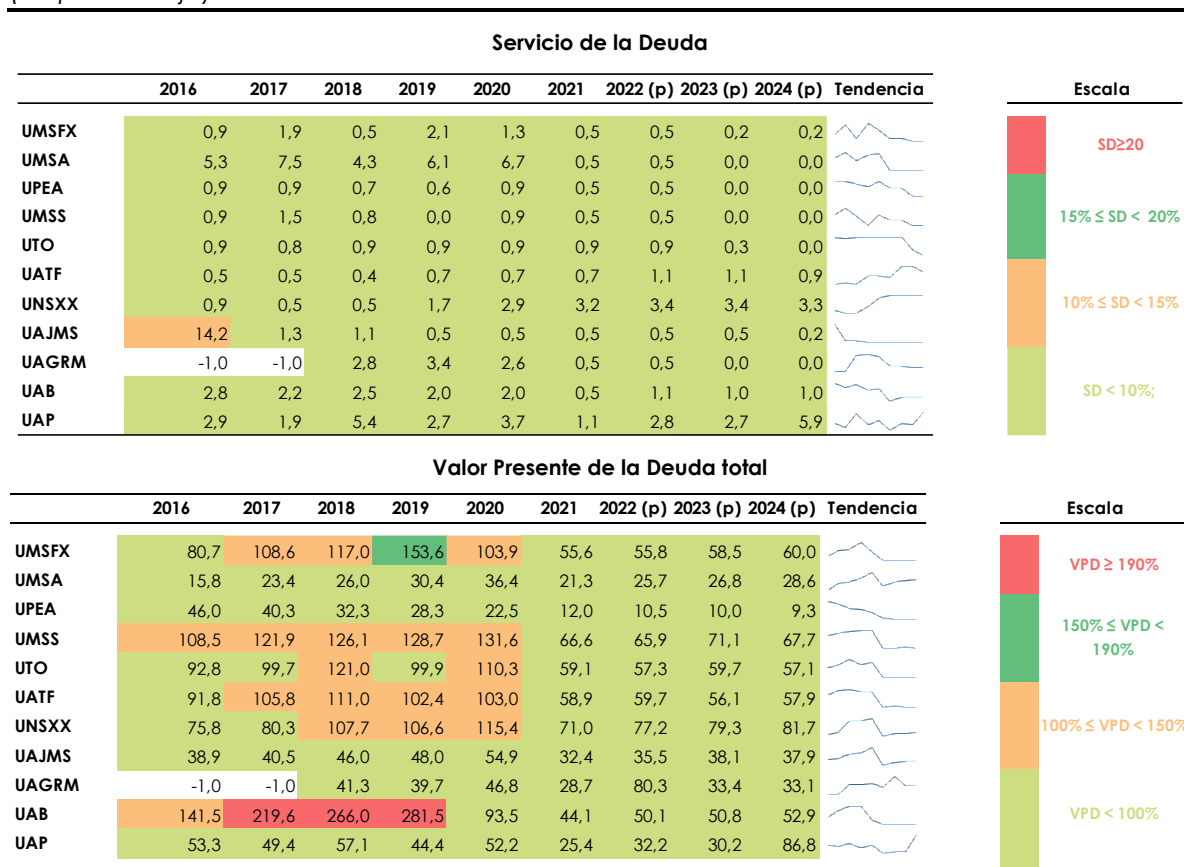 Servicio de la Deuda
2016 2017 2018 2019 2020 2021 2022 (p) 2023 (p) 2024 (p) Tendencia
UMSFX 0,9 1,9 0,5 2,1 1,3 0,5 0,5 0,2 0,2
UMSA 5,3 7,5 4,3 6,1 6,7 0,5 0,5 0,0 0,0
UPEA 0,9 0,9 0,7 0,6 0,9 0,5 0,5 0,0 0,0
UMSS 0,9 1,5 0,8 0,0 0,9 0,5 0,5 0,0 0,0
UTO 0,9 0,8 0,9 0,9 0,9 0,9 0,9 0,3 0,0
UATF 0,5 0,5 0,4 0,7 0,7 0,7 1,1 1,1 0,9
UNSXX 0,9 0,5 0,5 1,7 2,9 3,2 3,4 3,4 3,3
UAJMS 14,2 1,3 1,1 0,5 0,5 0,5 0,5 0,5 0,2
UAGRM -1,0 -1,0 2,8 3,4 2,6 0,5 0,5 0,0 0,0
UAB 2,8 2,2 2,5 2,0 2,0 0,5 1,1 1,0 1,0
UAP 2,9 1,9 5,4 2,7 3,7 1,1 2,8 2,7 5,9
Escala
SD≥20
15% ≤ SD < 20%
10% ≤ SD < 15%
SD < 10%;
Valor Presente de la Deuda total
2016 2017 2018 2019 2020 2021 2022 (p) 2023 (p) 2024 (p) Tendencia
UMSFX 80,7 108,6 117,0 153,6 103,9 55,6 55,8 58,5 60,0
UMSA 15,8 23,4 26,0 30,4 36,4 21,3 25,7 26,8 28,6
UPEA 46,0 40,3 32,3 28,3 22,5 12,0 10,5 10,0 9,3
UMSS 108,5 121,9 126,1 128,7 131,6 66,6 65,9 71,1 67,7
UTO 92,8 99,7 121,0 99,9 110,3 59,1 57,3 59,7 57,1
UATF 91,8 105,8 111,0 102,4 103,0 58,9 59,7 56,1 57,9
UNSXX 75,8 80,3 107,7 106,6 115,4 71,0 77,2 79,3 81,7
UAJMS 38,9 40,5 46,0 48,0 54,9 32,4 35,5 38,1 37,9
UAGRM -1,0 -1,0 41,3 39,7 46,8 28,7 80,3 33,4 33,1
UAB 141,5 219,6 266,0 281,5 93,5 44,1 50,1 50,8 52,9
UAP 53,3 49,4 57,1 44,4 52,2 25,4 32,2 30,2 86,8
Escala
VPD ≥ 190%
150% ≤ VPD <
190%
100% ≤ VPD < 150%
VPD < 100%